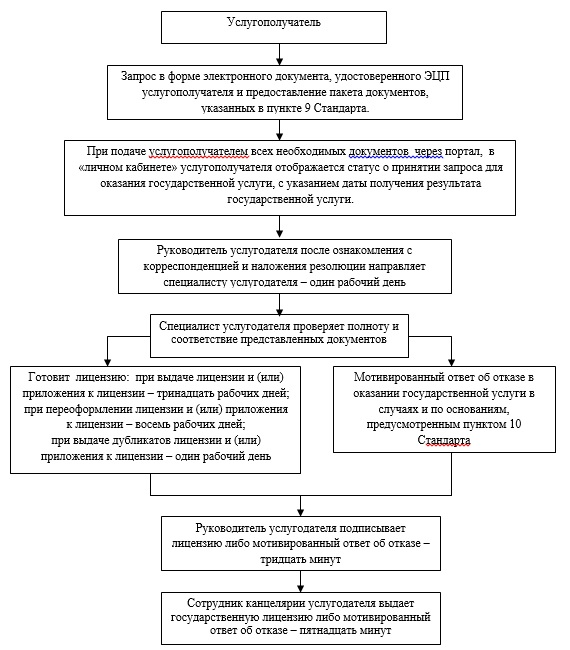 Услугополучатель
Запрос в форме электронного документа, удостоверенного ЭЦП
услугополучателя и предоставление пакета документов,
указанных в пункте 9 Стандарта.
При подаче услугополучателем всех необходимых документов через портал, в
«личном кабинете» услугополучателя отображается статус о принятии запроса для
оказания государственной услуги, с указанием даты получения результата
государственной услуги.
Руководитель услугодателя после ознакомления с
корреспонденцией и наложения резолюции направляет
специалисту услугодателя – один рабочий день
Специалист услугодателя проверяет полноту и
соответствие представленных документов
Готовит лицензию: при выдаче лицензии и (или)
приложения к лицензии – тринадцать рабочих дней;
при переоформлении лицензии и (или) приложения
к лицензии – восемь рабочих дней;
при выдаче дубликатов лицензии и (или)
приложения к лицензии – один рабочий день
Мотивированный ответ об отказе в
оказании государственной услуги в
случаях и по основаниям,
предусмотренным пунктом 10
Стандарта
Руководитель услугодателя подписывает
лицензию либо мотивированный ответ об отказе –
тридцать минут
Сотрудник канцелярии услугодателя выдает
государственную лицензию либо мотивированный
ответ об отказе – пятнадцать минут